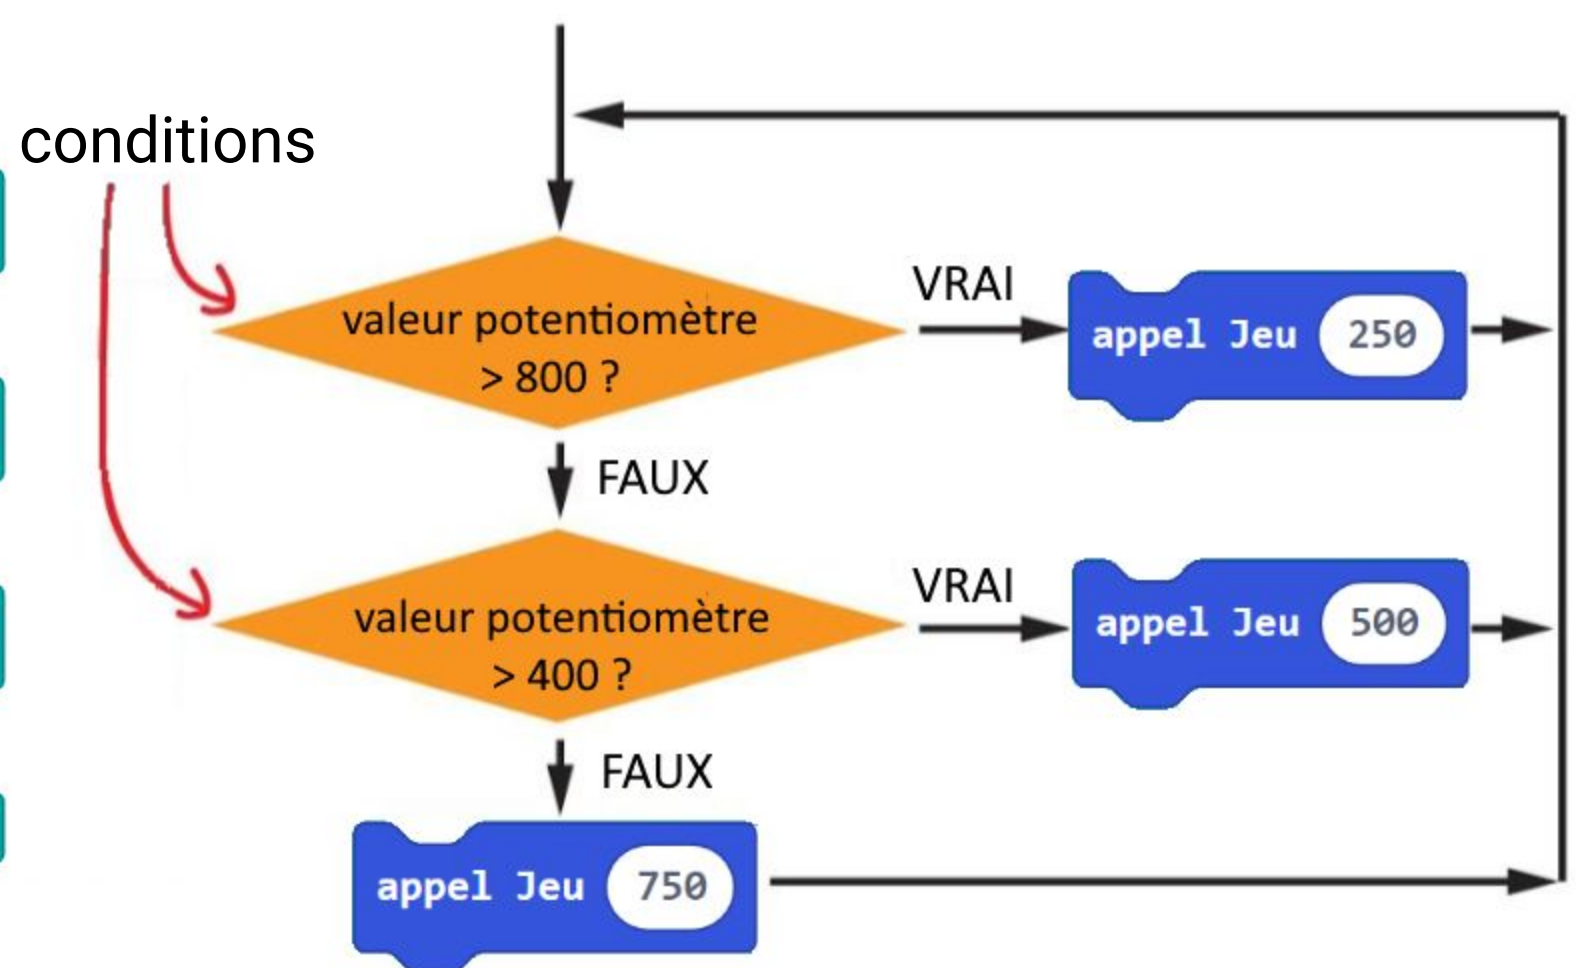 conditions
valeur potentiomètre
> 800 ?
VRAI
appel Jeu 250
FAUX
valeur potentiomètre
> 400 ?
VRAI
appel Jeu 500
FAUX
appel Jeu 750